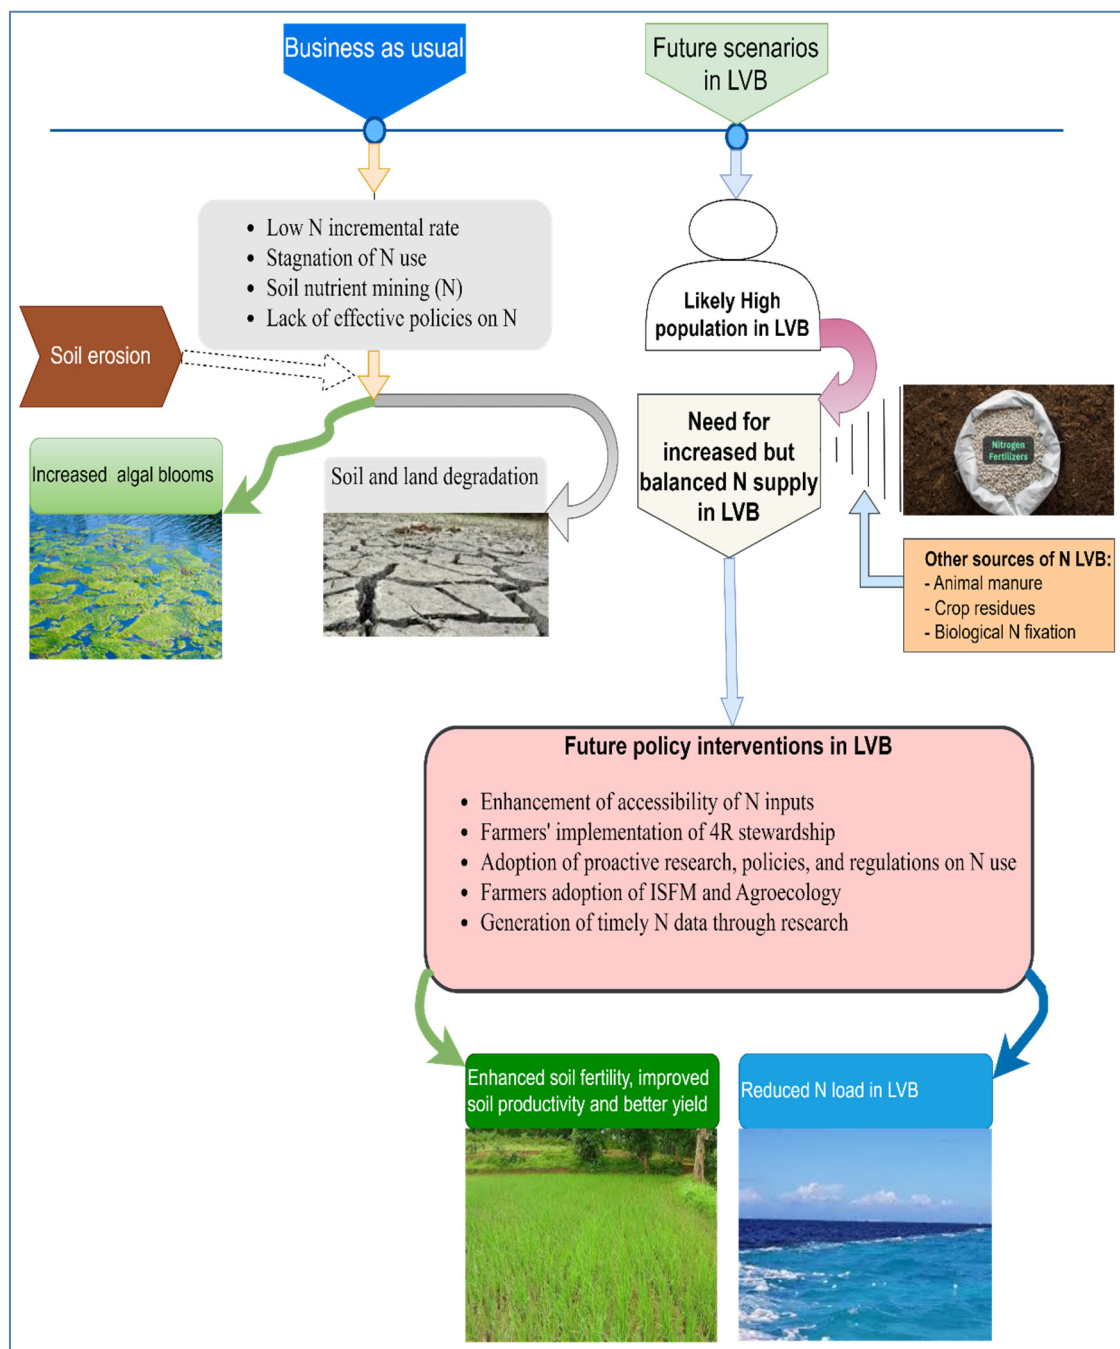 Business as usual
Future scenarios
in LVB
• Low N incremental rate
• Stagnation of N use
• Soil nutrient mining (N)
• Lack of effective policies on N
Likely High
population in LVB
Soil erosion
Need for
increased but
balanced N supply
in LVB
Nitrogen
Fertilizers
Increased algal blooms
Soil and land degradation
Other sources of N LVB:
- Animal manure
- Crop residues
- Biological N fixation
Future policy interventions in LVB
• Enhancement of accessibility of N inputs
• Farmers' implementation of 4R stewardship
• Adoption of proactive research, policies, and regulations on N use
• Farmers adoption of ISFM and Agroecology
• Generation of timely N data through research
Enhanced soil fertility, improved
soil productivity and better yield
Reduced N load in LVB